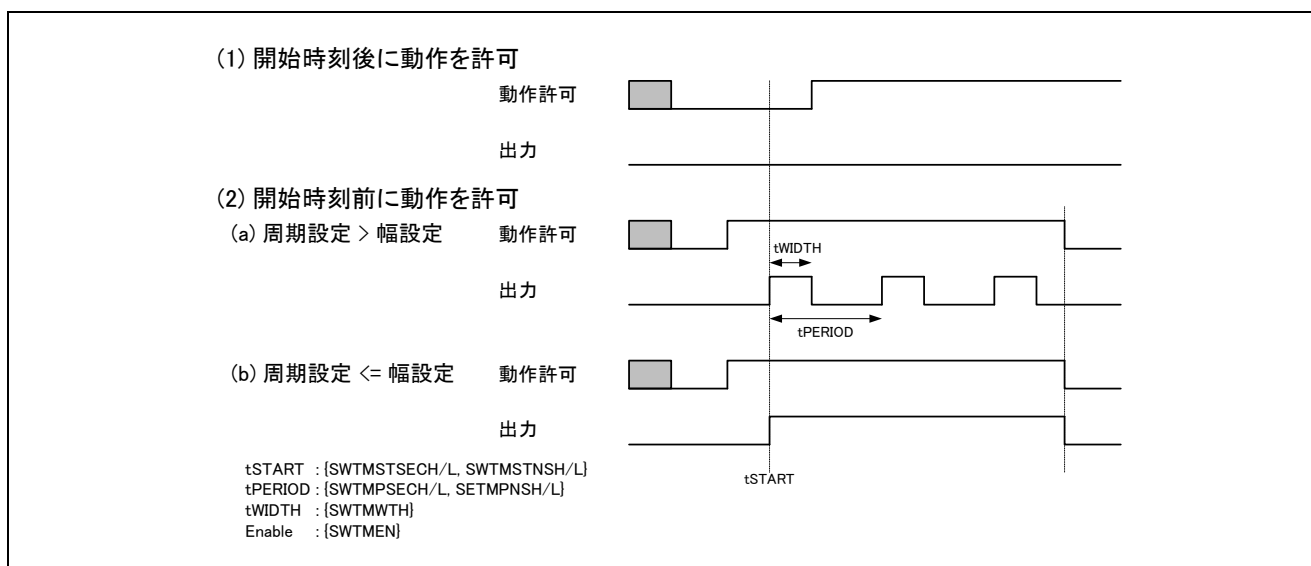 (1) 開始時刻後に動作を許可
動作許可
出力
(2) 開始時刻前に動作を許可
(a) 周期設定 > 幅設定 動作許可
tWIDTH
出力
tPERIOD
(b) 周期設定 <= 幅設定 動作許可
出力
tSTART : {SWTMSTSECH/L, SWTMSTNSH/L}
tSTART
tPERIOD : {SWTMPSECH/L, SETMPNSH/L}
tWIDTH : {SWTMWTH}
Enable : {SWTMEN}